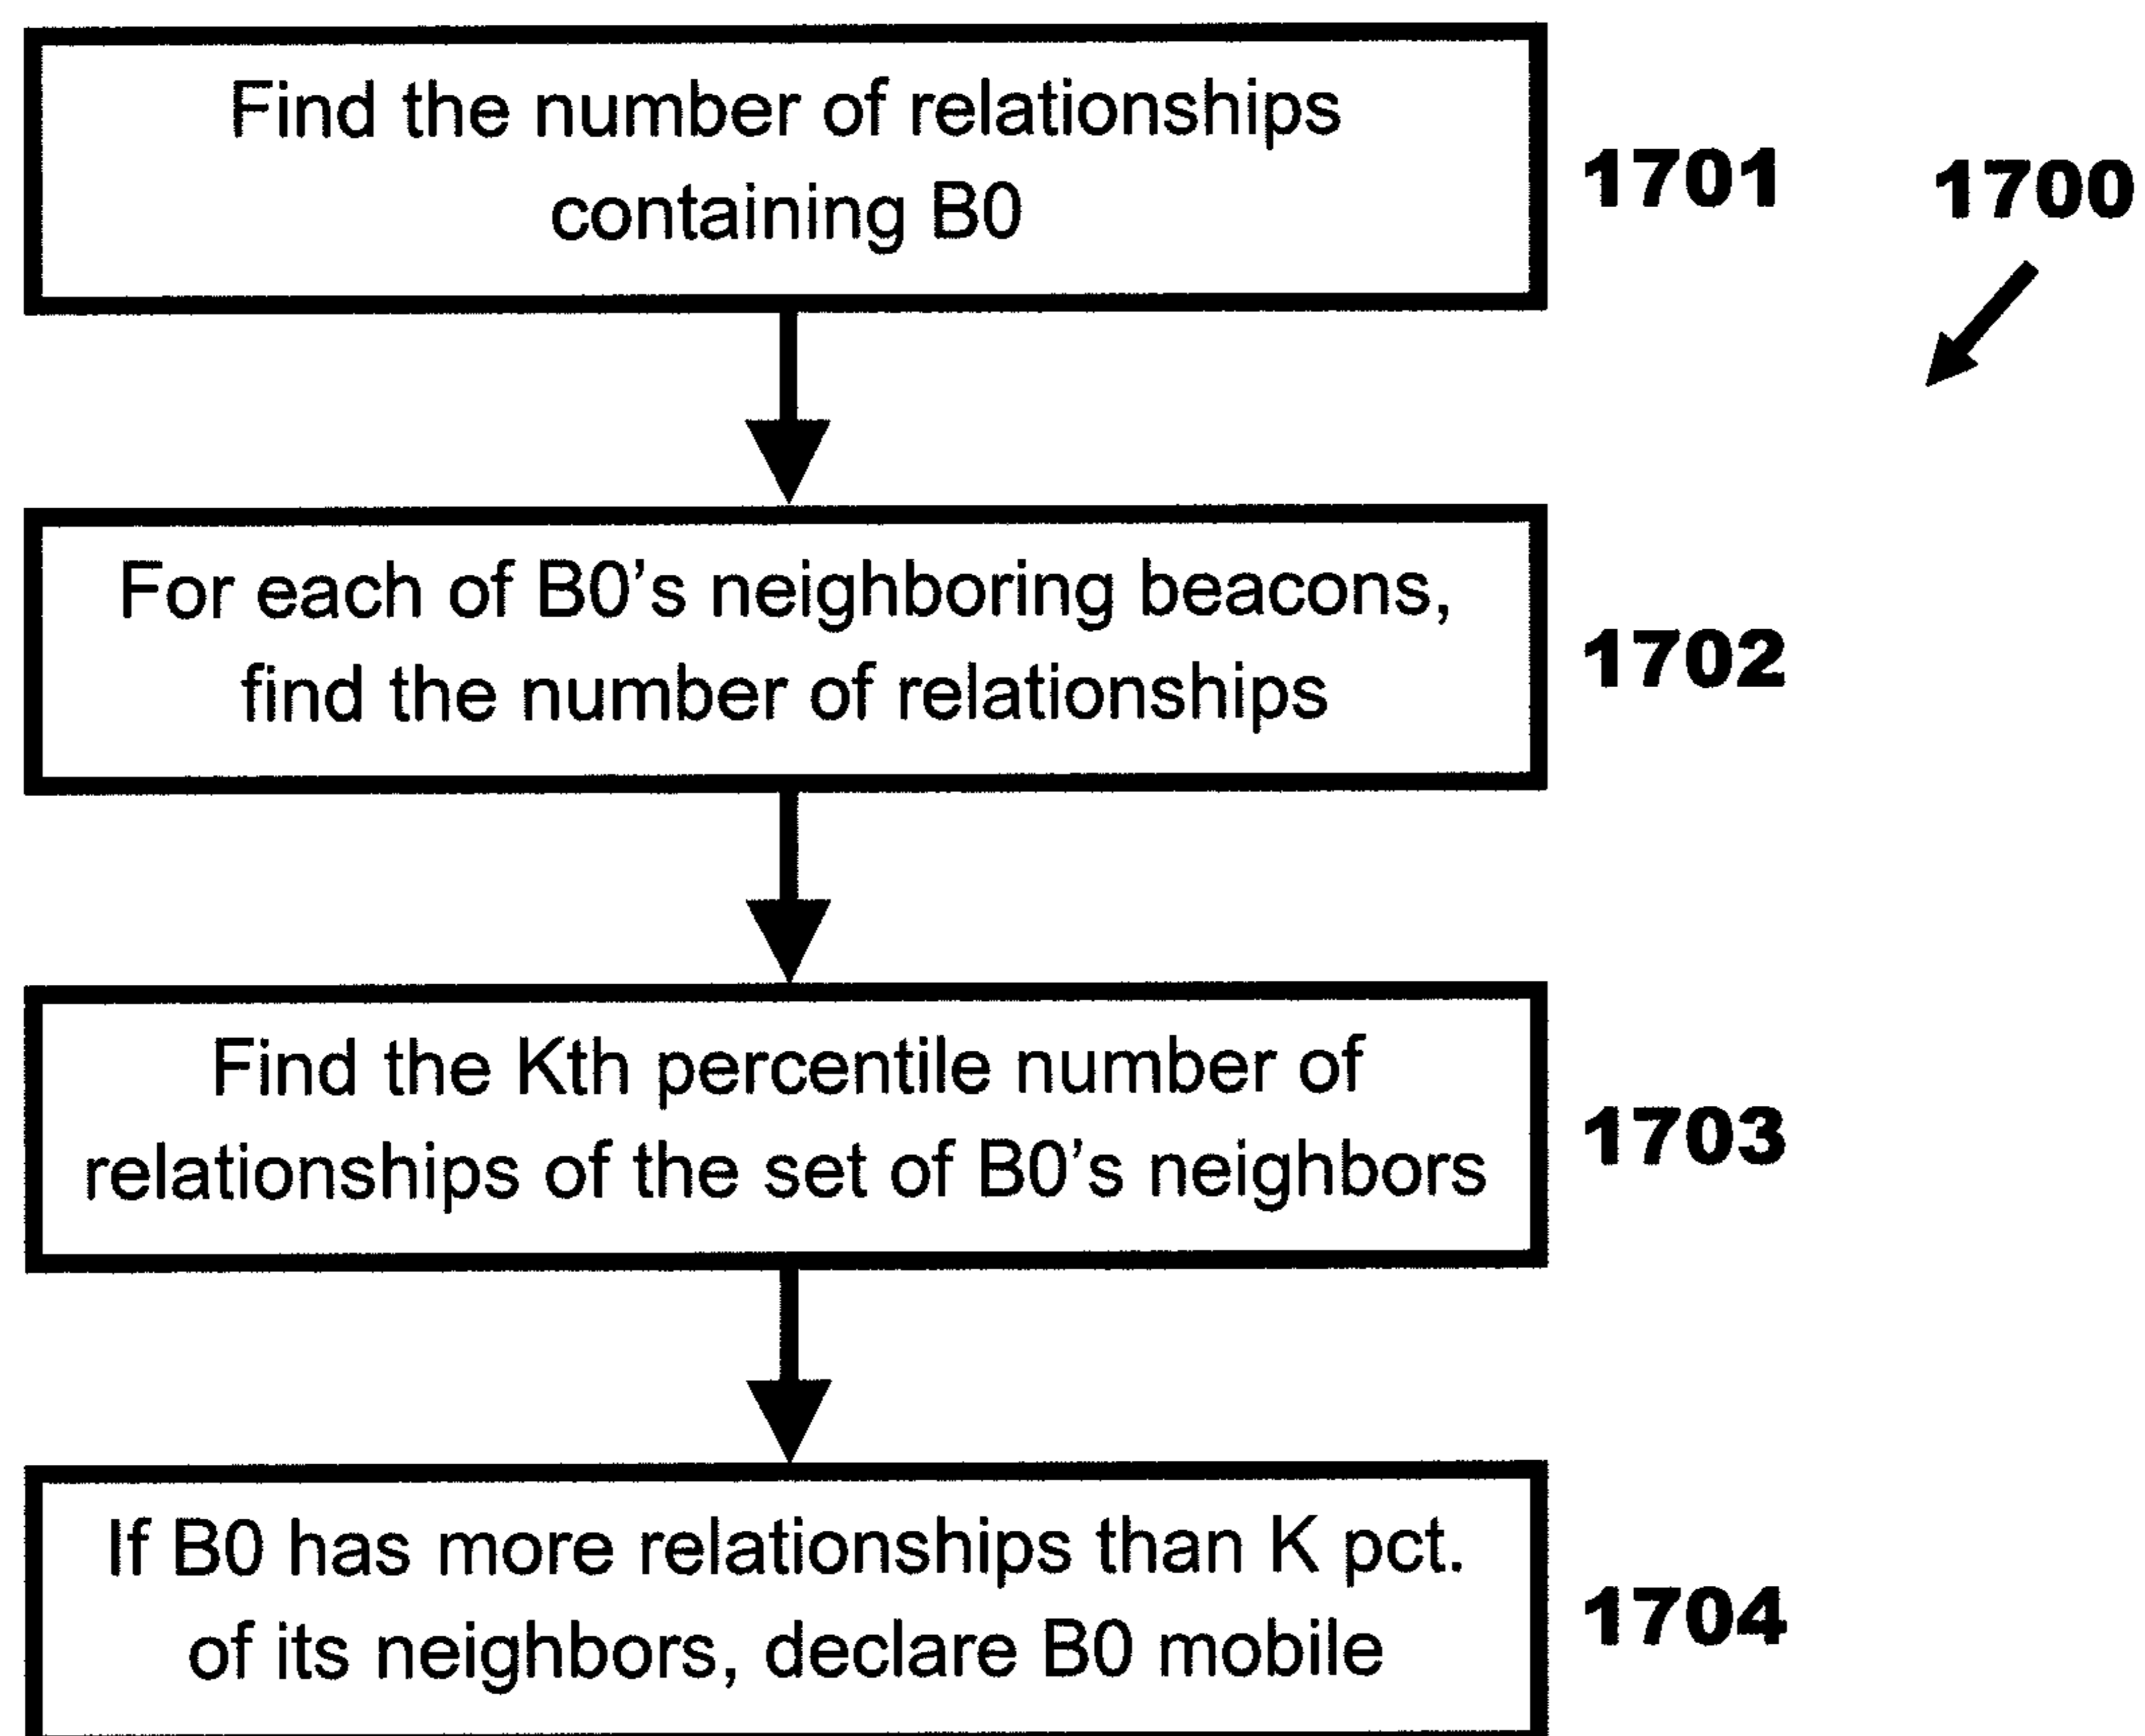 Find the number of relationships
containing B0
1701
1700
For each of B0's neighboring beacons,
find the number of relationships
1702
Find the Kth percentile number of
relationships of the set of B0's neighbors
1703
If B0 has more relationships than K pct.
of its neighbors, declare B0 mobile
1704